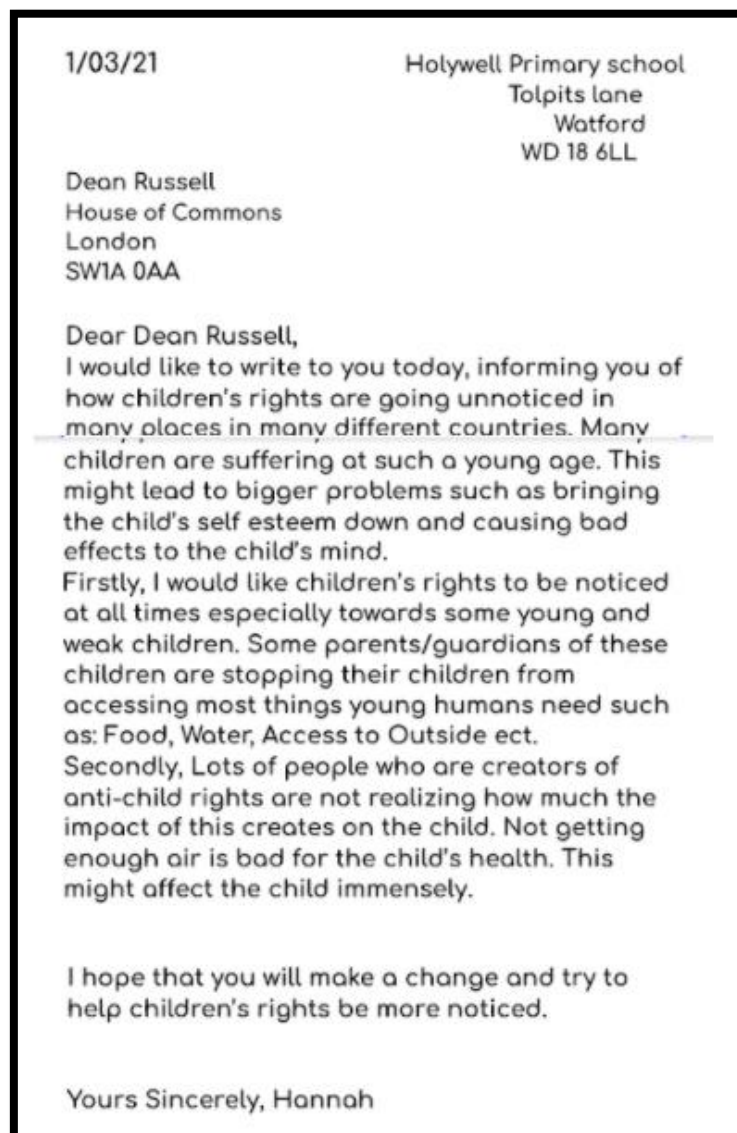 1/03/21
Holywell Primary school
Tolpits lane
Watford
WD 18 6LL
Dean Russell
House of Commons
London
SW1A 0AA
Dear Dean Russell,
I would like to write to you today, informing you of
how children's rights are going unnoticed in
many places in many different countries. Many
children are suffering at such a young age. This
might lead to bigger problems such as bringing
the child's self esteem down and causing bad
effects to the child's mind.
Firstly, I would like children's rights to be noticed
at all times especially towards some young and
weak children. Some parents/guardians of these
children are stopping their children from
accessing most things young humans need such
as: Food, Water, Access to Outside ect.
Secondly, Lots of people who are creators of
anti-child rights are not realizing how much the
impact of this creates on the child. Not getting
enough air is bad for the child's health. This
might affect the child immensely.
I hope that you will make a change and try to
help children's rights be more noticed.
Yours Sincerely, Hannah